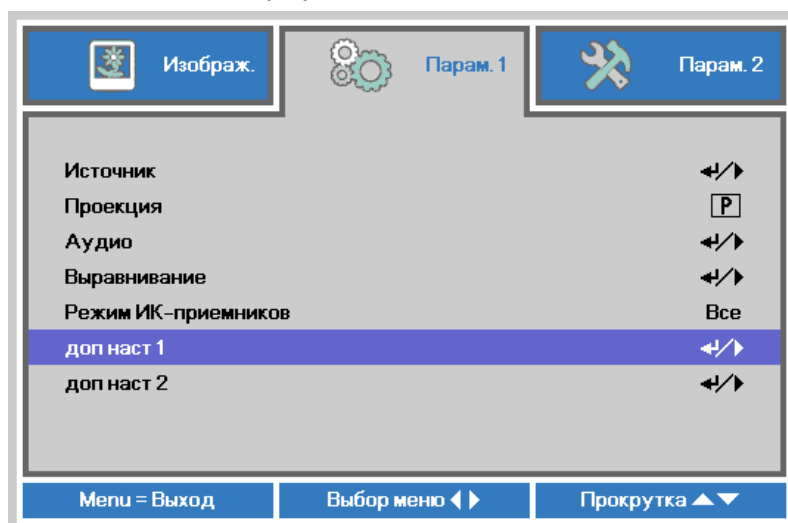 Изображ.
Парам. 1
Парам. 2
Источник
Проекция P
Аудио
Выравнивание
Режим ИК-приемников Все
доп наст 1
доп наст 2
Menu = Выход
Выбор меню
Прокрутка